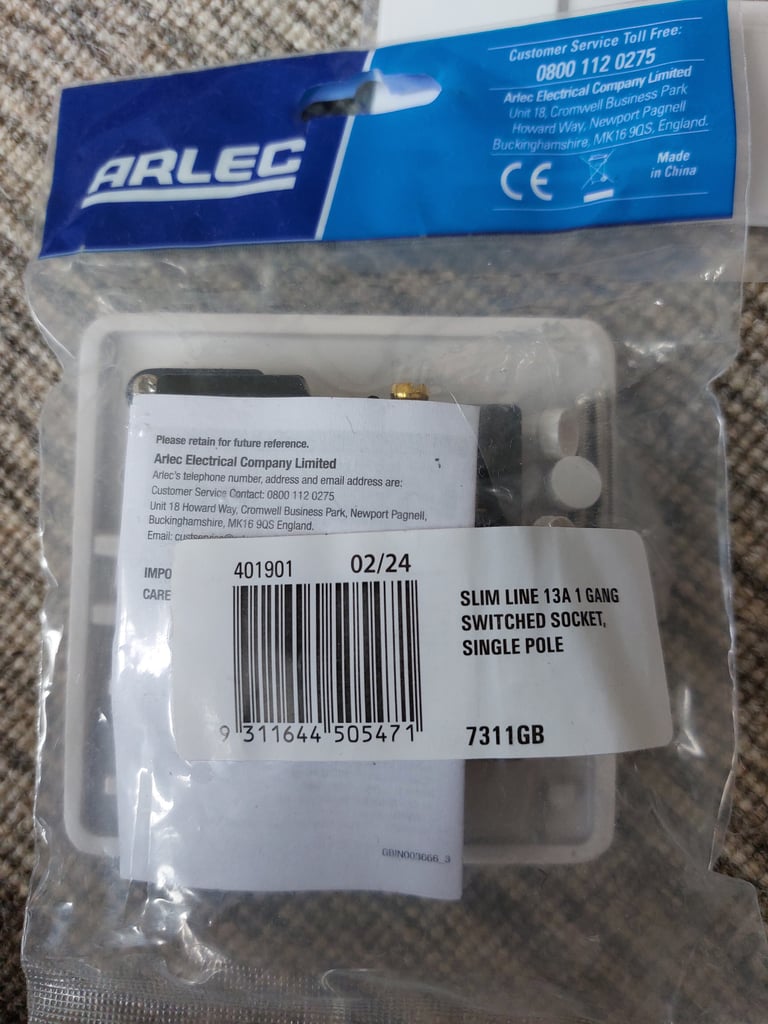 ARLEC
Customer Service Toll Free:
0800 112 0275
Arlec Electrical Company Limited
Unit 18, Cromwell Business Park
Howard Way, Newport Pagnell
Buckinghamshire, MK16 9QS, England.
CE
Made
in China
Please retain for future reference.
Arlec Electrical Company Limited
Arlec's telephone number, address and email address are:
Customer Service Contact: 0800 112 0275
Unit 18 Howard Way, Cromwell Business Park, Newport Pagnell,
Buckinghamshire, MK16 9QS England.
Email:
IMPO
CARE
401901 02/24
SLIM LINE 13A 1 GANG
SWITCHED SOCKET,
SINGLE POLE
9 311644 505471
7311GB
GBIN003666_3